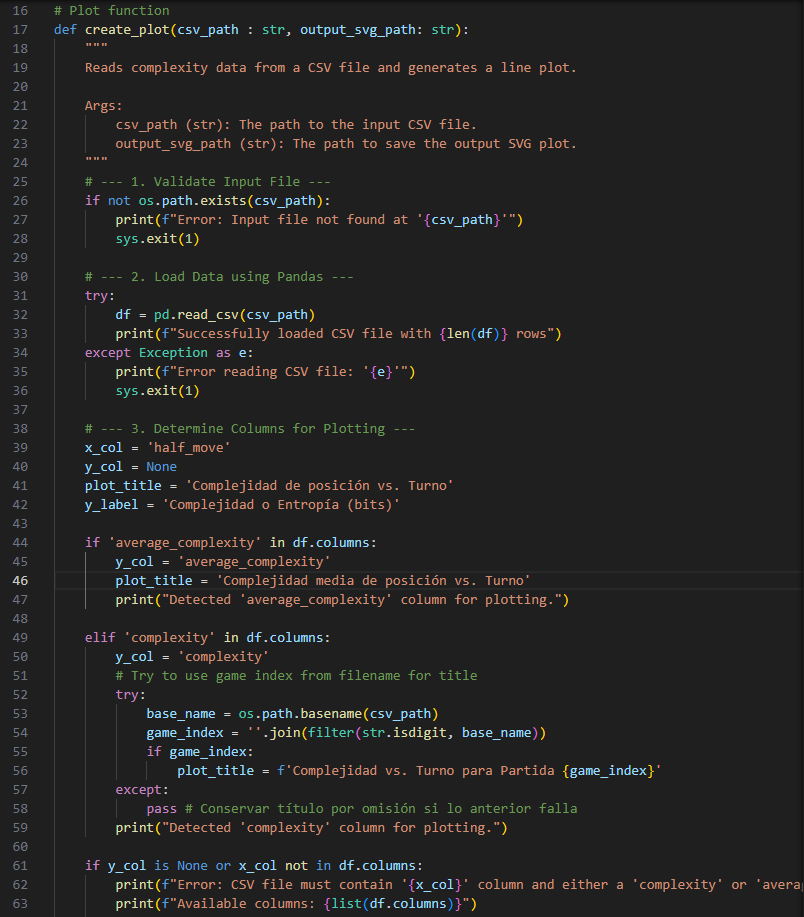 16 # Plot function
17 def create_plot(csv_path : str, output_svg_path: str):
18     """
19     Reads complexity data from a CSV file and generates a line plot.
20
21     Args:
22         csv_path (str): The path to the input CSV file.
23         output_svg_path (str): The path to save the output SVG plot.
24     """
25     # --- 1. Validate Input File ---
26     if not os.path.exists(csv_path):
27         print(f"Error: Input file not found at '{csv_path}'")
28         sys.exit(1)
29
30     # --- 2. Load Data using Pandas ---
31     try:
32         df = pd.read_csv(csv_path)
33         print(f"Successfully loaded CSV file with {len(df)} rows")
34     except Exception as e:
35         print(f"Error reading CSV file: '{e}'")
36         sys.exit(1)
37
38     # --- 3. Determine Columns for Plotting ---
39     x_col = 'half_move'
40     y_col = None
41     plot_title = 'Complejidad de posición vs. Turno'
42     y_label = 'Complejidad o Entropía (bits)'
43
44     if 'average_complexity' in df.columns:
45         y_col = 'average_complexity'
46         plot_title = 'Complejidad media de posición vs. Turno'
47         print("Detected 'average_complexity' column for plotting.")
48
49     elif 'complexity' in df.columns:
50         y_col = 'complexity'
51         # Try to use game index from filename for title
52         try:
53             base_name = os.path.basename(csv_path)
54             game_index = ''.join(filter(str.isdigit, base_name))
55             if game_index:
56                 plot_title = f'Complejidad vs. Turno para Partida {game_index}'
57         except:
58             pass # Conservar título por omisión si lo anterior falla
59         print("Detected 'complexity' column for plotting.")
60
61     if y_col is None or x_col not in df.columns:
62         print(f"Error: CSV file must contain '{x_col}' column and either a 'complexity' or 'avera
63         print(f"Available columns: {list(df.columns)}")